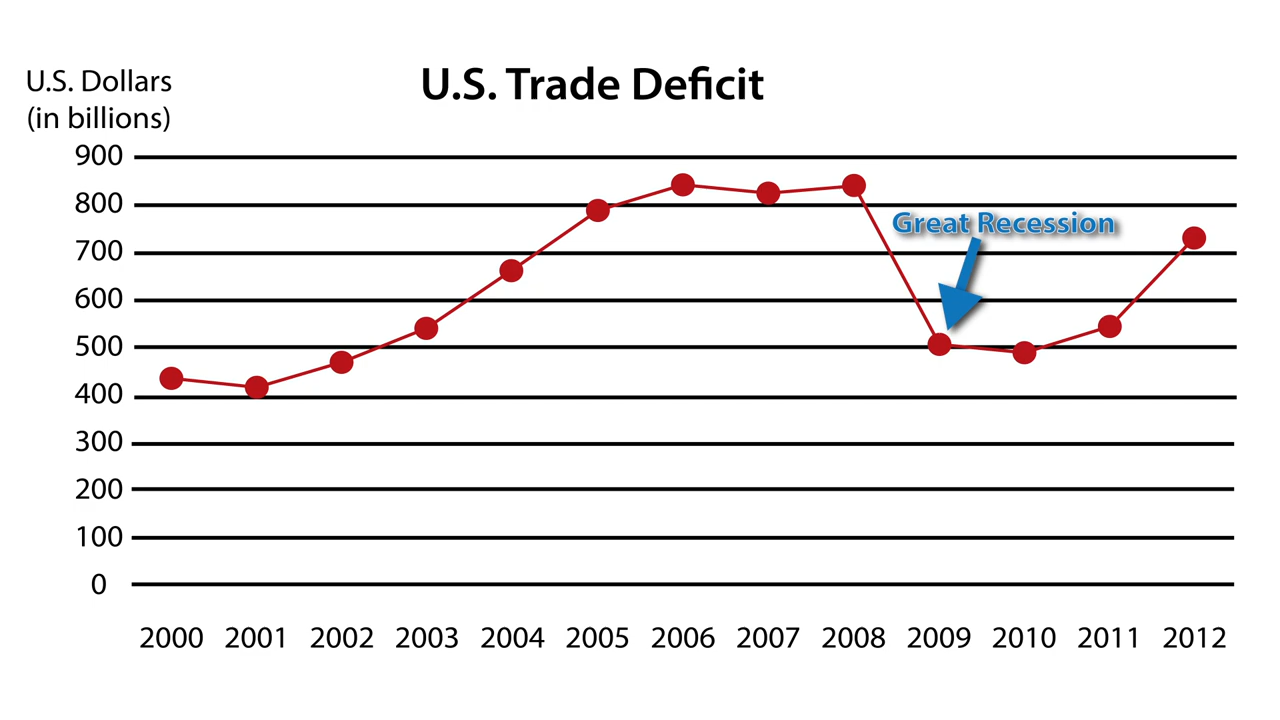 U.S. Trade Deficit
U.S. Dollars
(in billions)
900
800
700
600
500
400
300
200
100
0
Great Recession
2000 2001 2002 2003 2004 2005 2006 2007 2008 2009 2010 2011 2012